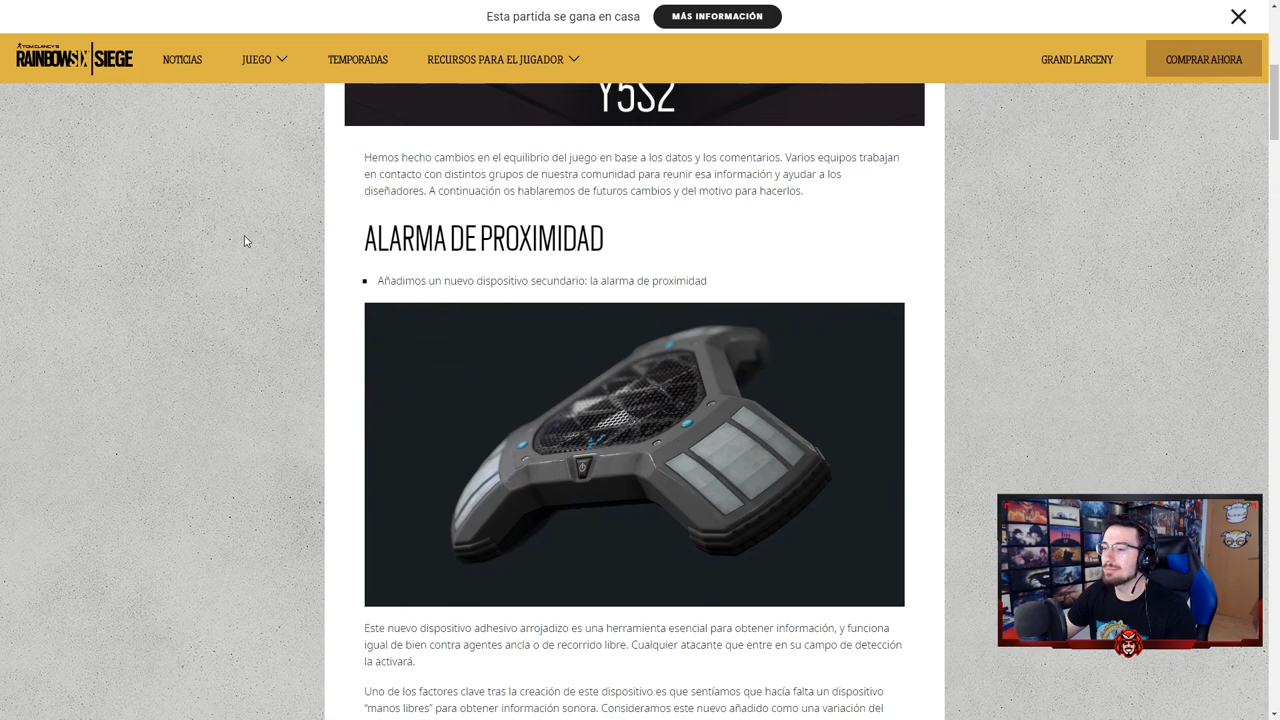 Esta partida se gana en casa
MÁS INFORMACIÓN
TOM CLANCY'S
RAINBOW SIX | SIEGE
NOTICIAS
JUEGO
TEMPORADAS
RECURSOS PARA EL JUGADOR
GRAND LARCENY
COMPRAR AHORA
Y5S2
Hemos hecho cambios en el equilibrio del juego en base a los datos y los comentarios. Varios equipos trabajan
en contacto con distintos grupos de nuestra comunidad para reunir esa información y ayudar a los
diseñadores. A continuación os hablaremos de futuros cambios y del motivo para hacerlos.
ALARMA DE PROXIMIDAD
Añadimos un nuevo dispositivo secundario: la alarma de proximidad
Este nuevo dispositivo adhesivo arrojadizo es una herramienta esencial para obtener información, y funciona
igual de bien contra agentes ancla o de recorrido libre. Cualquier atacante que entre en su campo de detección
la activará.
Uno de los factores clave tras la creación de este dispositivo es que sentíamos que hacía falta un dispositivo
“manos libres” para obtener información sonora. Consideramos este nuevo añadido como una variación del